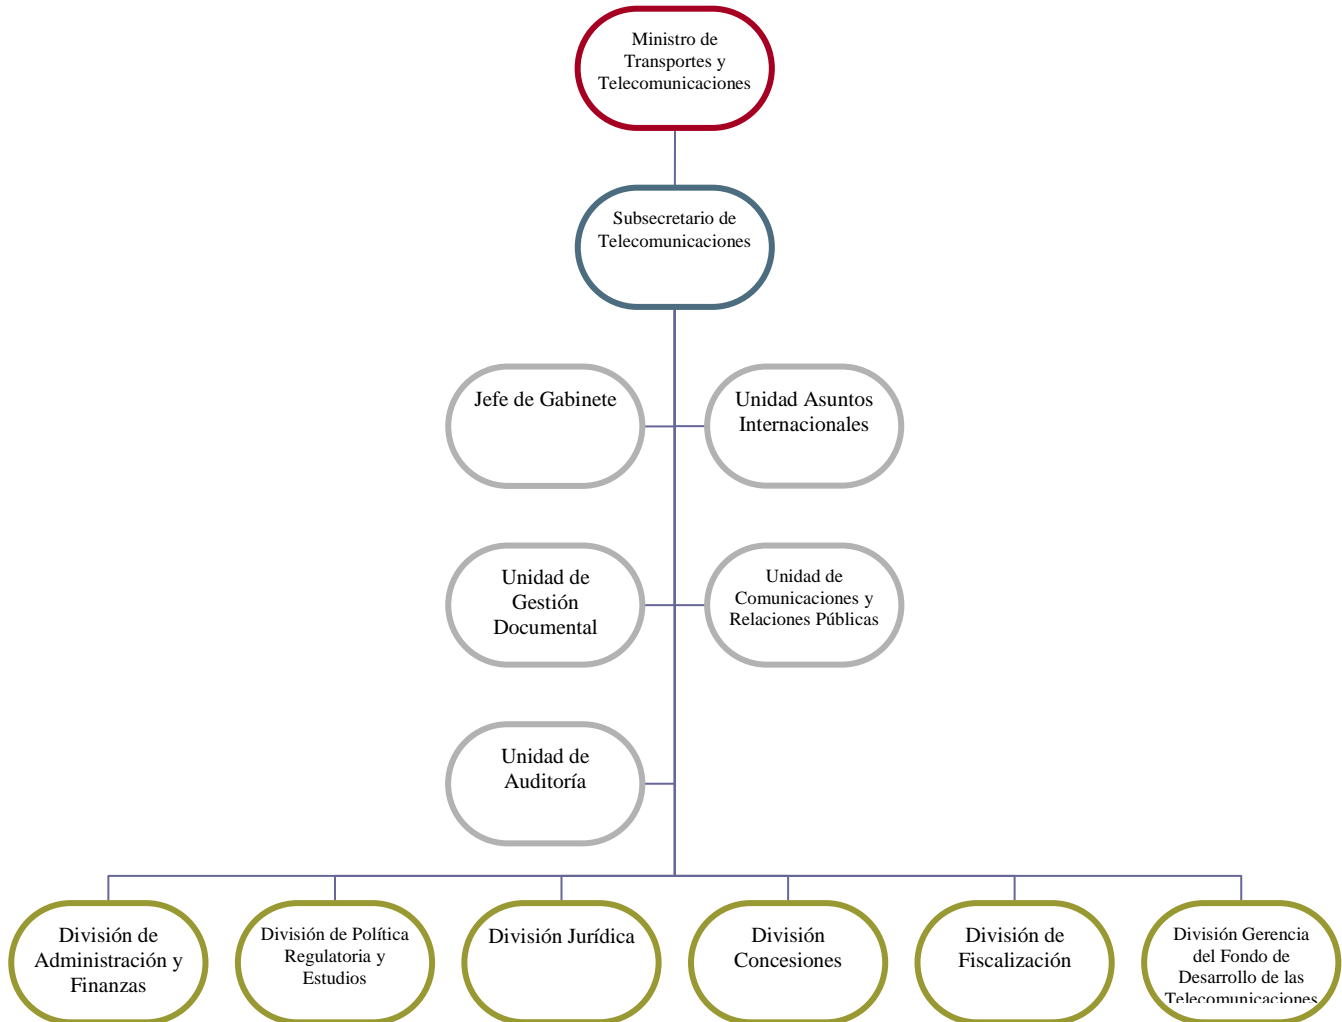 Ministro de
Transportes y
Telecomunicaciones
Subsecretario de
Telecomunicaciones
Jefe de Gabinete
Unidad Asuntos
Internacionales
Unidad de
Gestión
Documental
Unidad de
Comunicaciones y
Relaciones Públicas
Unidad de
Auditoría
División de
Administración y
Finanzas
División de Política
Regulatoria y
Estudios
División Jurídica
División
Concesiones
División de
Fiscalización
División Gerencia
del Fondo de
Desarrollo de las
Telecomunicaciones